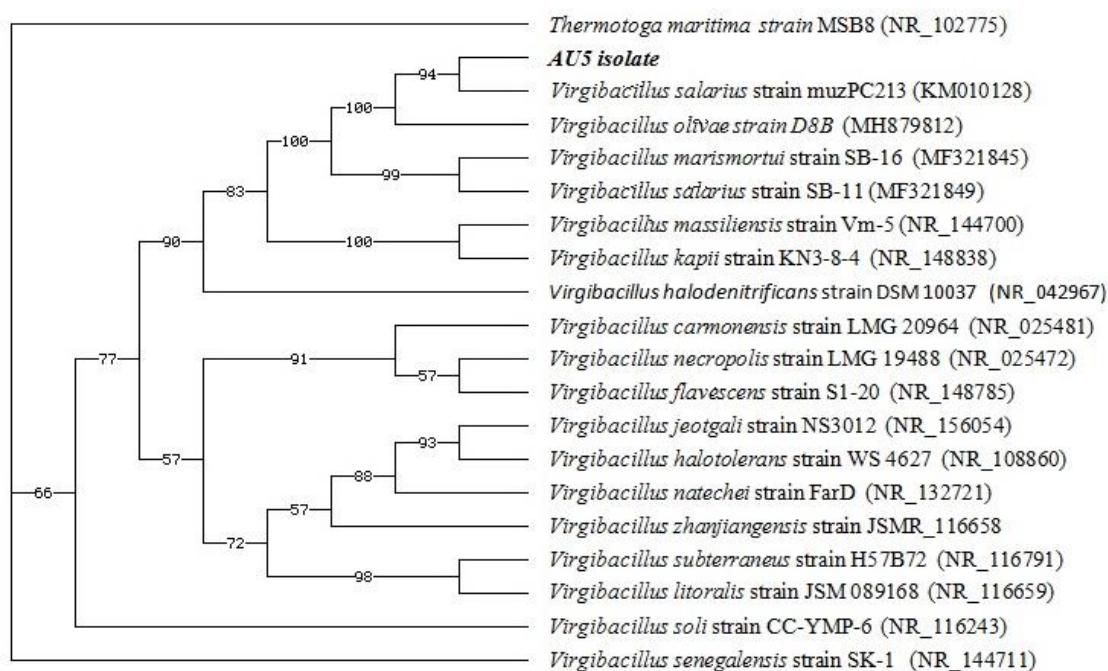 Thermotoga maritima strain MSB8 (NR_102775)
AU5 isolate
94
Virgibacillus salarius strain muzPC213 (KM010128)
100
Virgibacillus olivae strain D8B (MH879812)
100
Virgibacillus marismortui strain SB-16 (MF321845)
99
83
Virgibacillus salarius strain SB-11 (MF321849)
Virgibacillus massiliensis strain Vm-5 (NR_144700)
90
100
Virgibacillus kapii strain KN3-8-4 (NR_148838)
Virgibacillus halodenitrificans strain DSM 10037 (NR_042967)
Virgibacillus carmonensis strain LMG 20964 (NR_025481)
77
91
Virgibacillus necropolis strain LMG 19488 (NR_025472)
57
Virgibacillus flavescens strain S1-20 (NR_148785)
Virgibacillus jeotgali strain NS3012 (NR_156054)
93
57
Virgibacillus halotolerans strain WS 4627 (NR_108860)
88
66
Virgibacillus natechei strain FarD (NR_132721)
57
Virgibacillus zhanjiangensis strain JSMR_116658
72
Virgibacillus subterraneus strain H57B72 (NR_116791)
98
Virgibacillus litoralis strain JSM 089168 (NR_116659)
Virgibacillus soli strain CC-YMP-6 (NR_116243)
Virgibacillus senegalensis strain SK-1 (NR_144711)